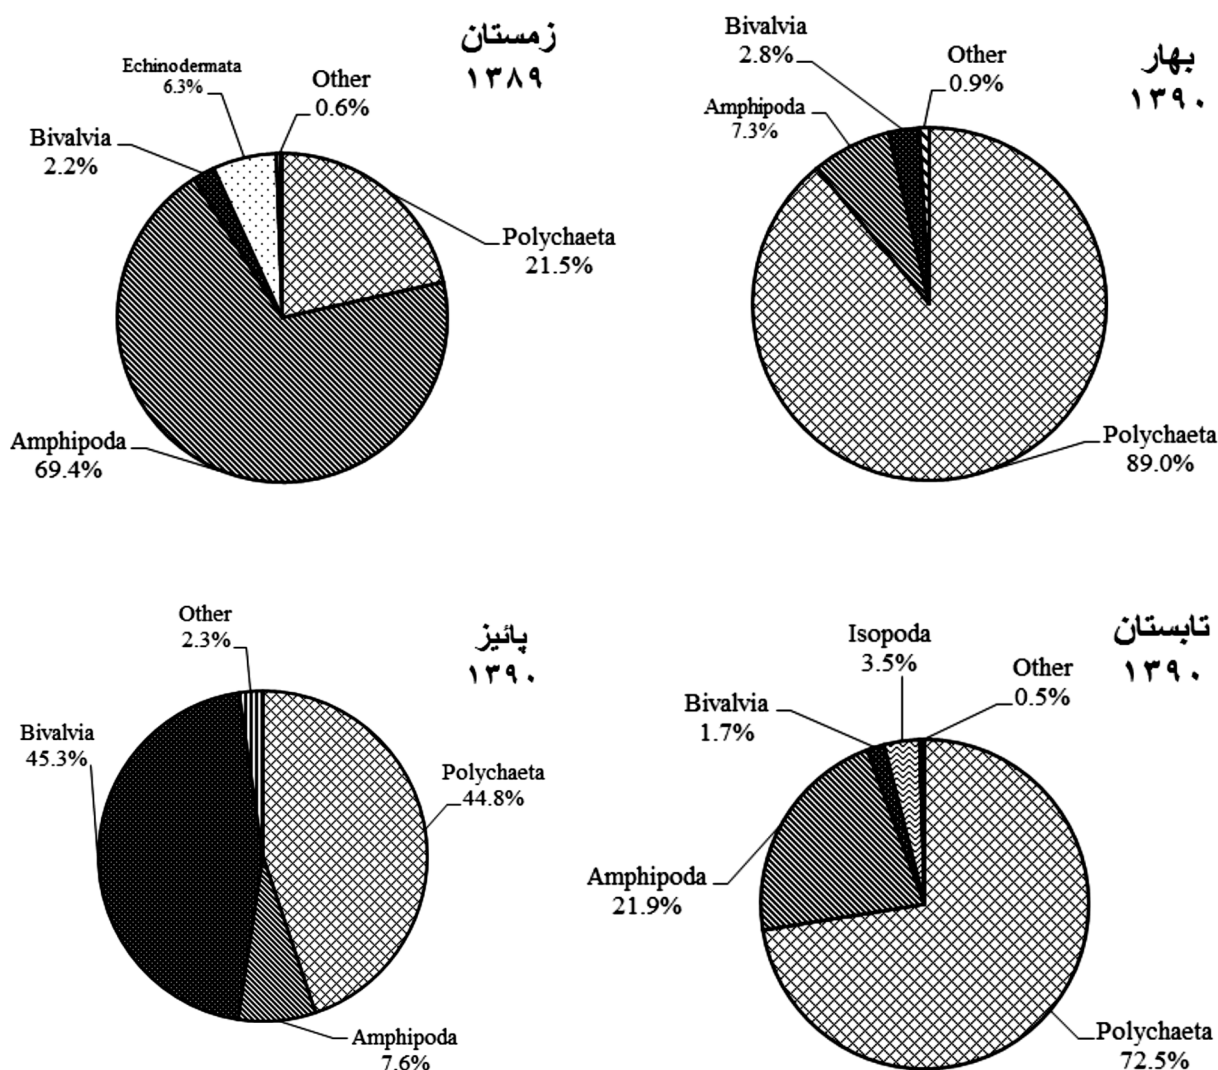 زمستان
۱۳۸۹
Echinodermata
6.3%
Other
0.6%
Bivalvia
2.2%
Polychaeta
21.5%
Amphipoda
69.4%
بهار
۱۳۹۰
Bivalvia
2.8%
Other
0.9%
Amphipoda
7.3%
Polychaeta
89.0%
پائیز
۱۳۹۰
Other
2.3%
Bivalvia
45.3%
Polychaeta
44.8%
Amphipoda
7.6%
تابستان
۱۳۹۰
Isopoda
3.5%
Other
0.5%
Bivalvia
1.7%
Amphipoda
21.9%
Polychaeta
72.5%